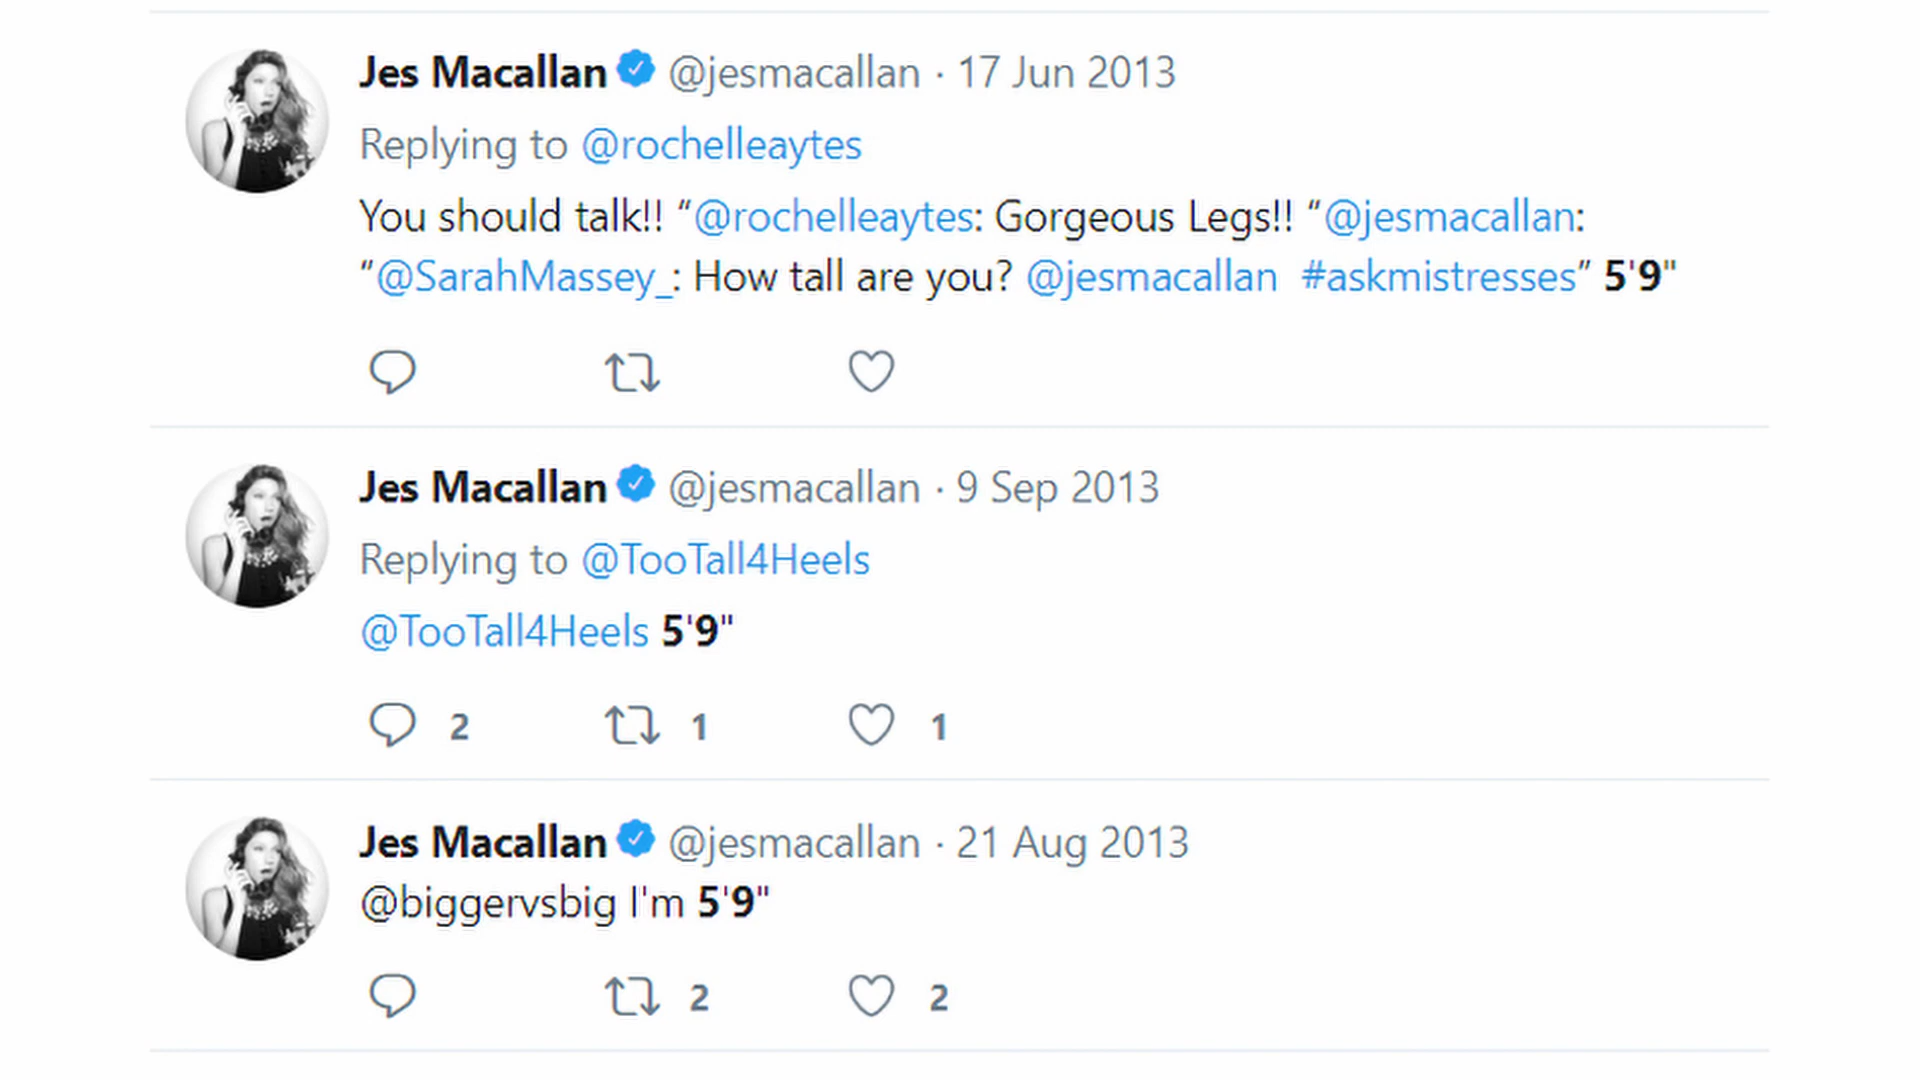 Jes Macallan @jesmacallan · 17 Jun 2013
Replying to @rochelleaytes
You should talk!! “@rochelleaytes: Gorgeous Legs!! “@jesmacallan:
"@SarahMassey_: How tall are you? @jesmacallan #askmistresses” 5'9"
Jes Macallan @jesmacallan · 9 Sep 2013
Replying to @TooTall4Heels
@TooTall4Heels 5'9"
2 1 1
Jes Macallan @jesmacallan · 21 Aug 2013
@biggervsbig I'm 5'9"
2 2